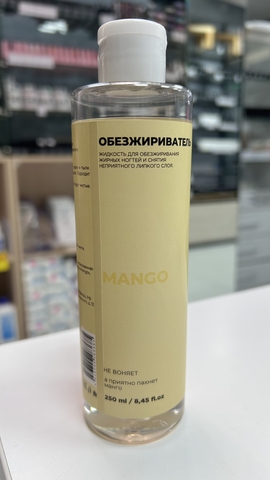 ОБЕЗЖИРИВАТЕЛЬ
ЖИДКОСТЬ ДЛЯ ОБЕЗЖИРИВАНИЯ
ЖИРНЫХ НОГТЕЙ И СНЯТИЯ
НЕПРИЯТНОГО ЛИПКОГО СЛОЯ
MANGO
НЕ ВОНЯЕТ
а приятно пахнет
манго
250 ml / 8,45 fl.oz